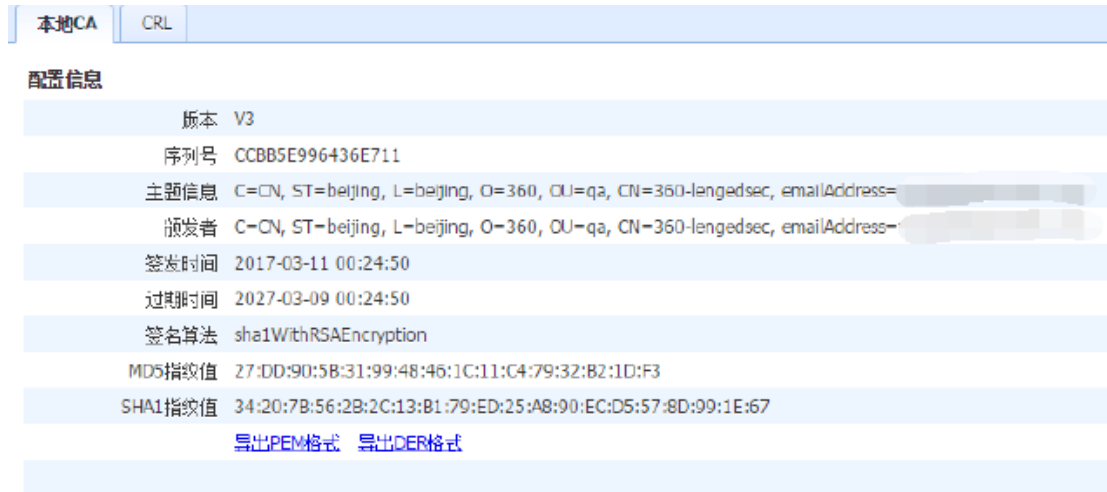 本地CA CRL
配置信息
版本 V3
序列号 CCBB5E996436E711
主题信息 C=CN, ST=beijing, L=beijing, O=360, OU=qa, CN=360-lengedsec, emailAddress=
颁发者 C=CN, ST=beijing, L=beijing, O=360, OU=qa, CN=360-lengedsec, emailAddress=
签发时间 2017-03-11 00:24:50
过期时间 2027-03-09 00:24:50
签名算法 sha1WithRSAEncryption
MD5指纹值 27:DD:90:5B:31:99:48:46:1C:11:C4:79:32:B2:1D:F3
SHA1指纹值 34:20:7B:56:2B:2C:13:B1:79:ED:25:A8:90:EC:D5:57:8D:99:1E:67
导出PEM格式 导出DER格式